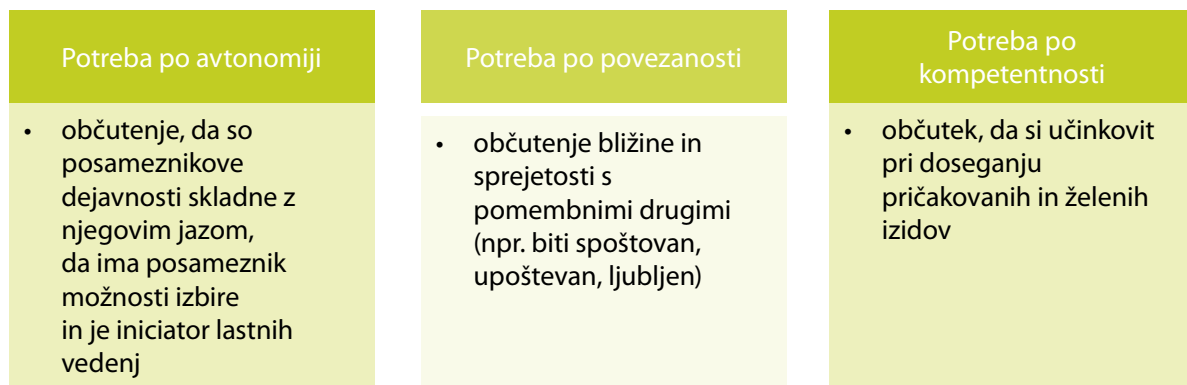 Potreba po avtonomiji
• občutenje, da so
posameznikove
dejavnosti skladne z
njegovim jazom,
da ima posameznik
možnosti izbire
in je iniciator lastnih
vedenj
Potreba po povezanosti
• občutenje bližine in
sprejetosti s
pomembnimi drugimi
(npr. biti spoštovan,
upoštevan, ljubljen)
Potreba po
kompetentnosti
• občutek, da si učinkovit
pri doseganju
pričakovanih in želenih
izidov